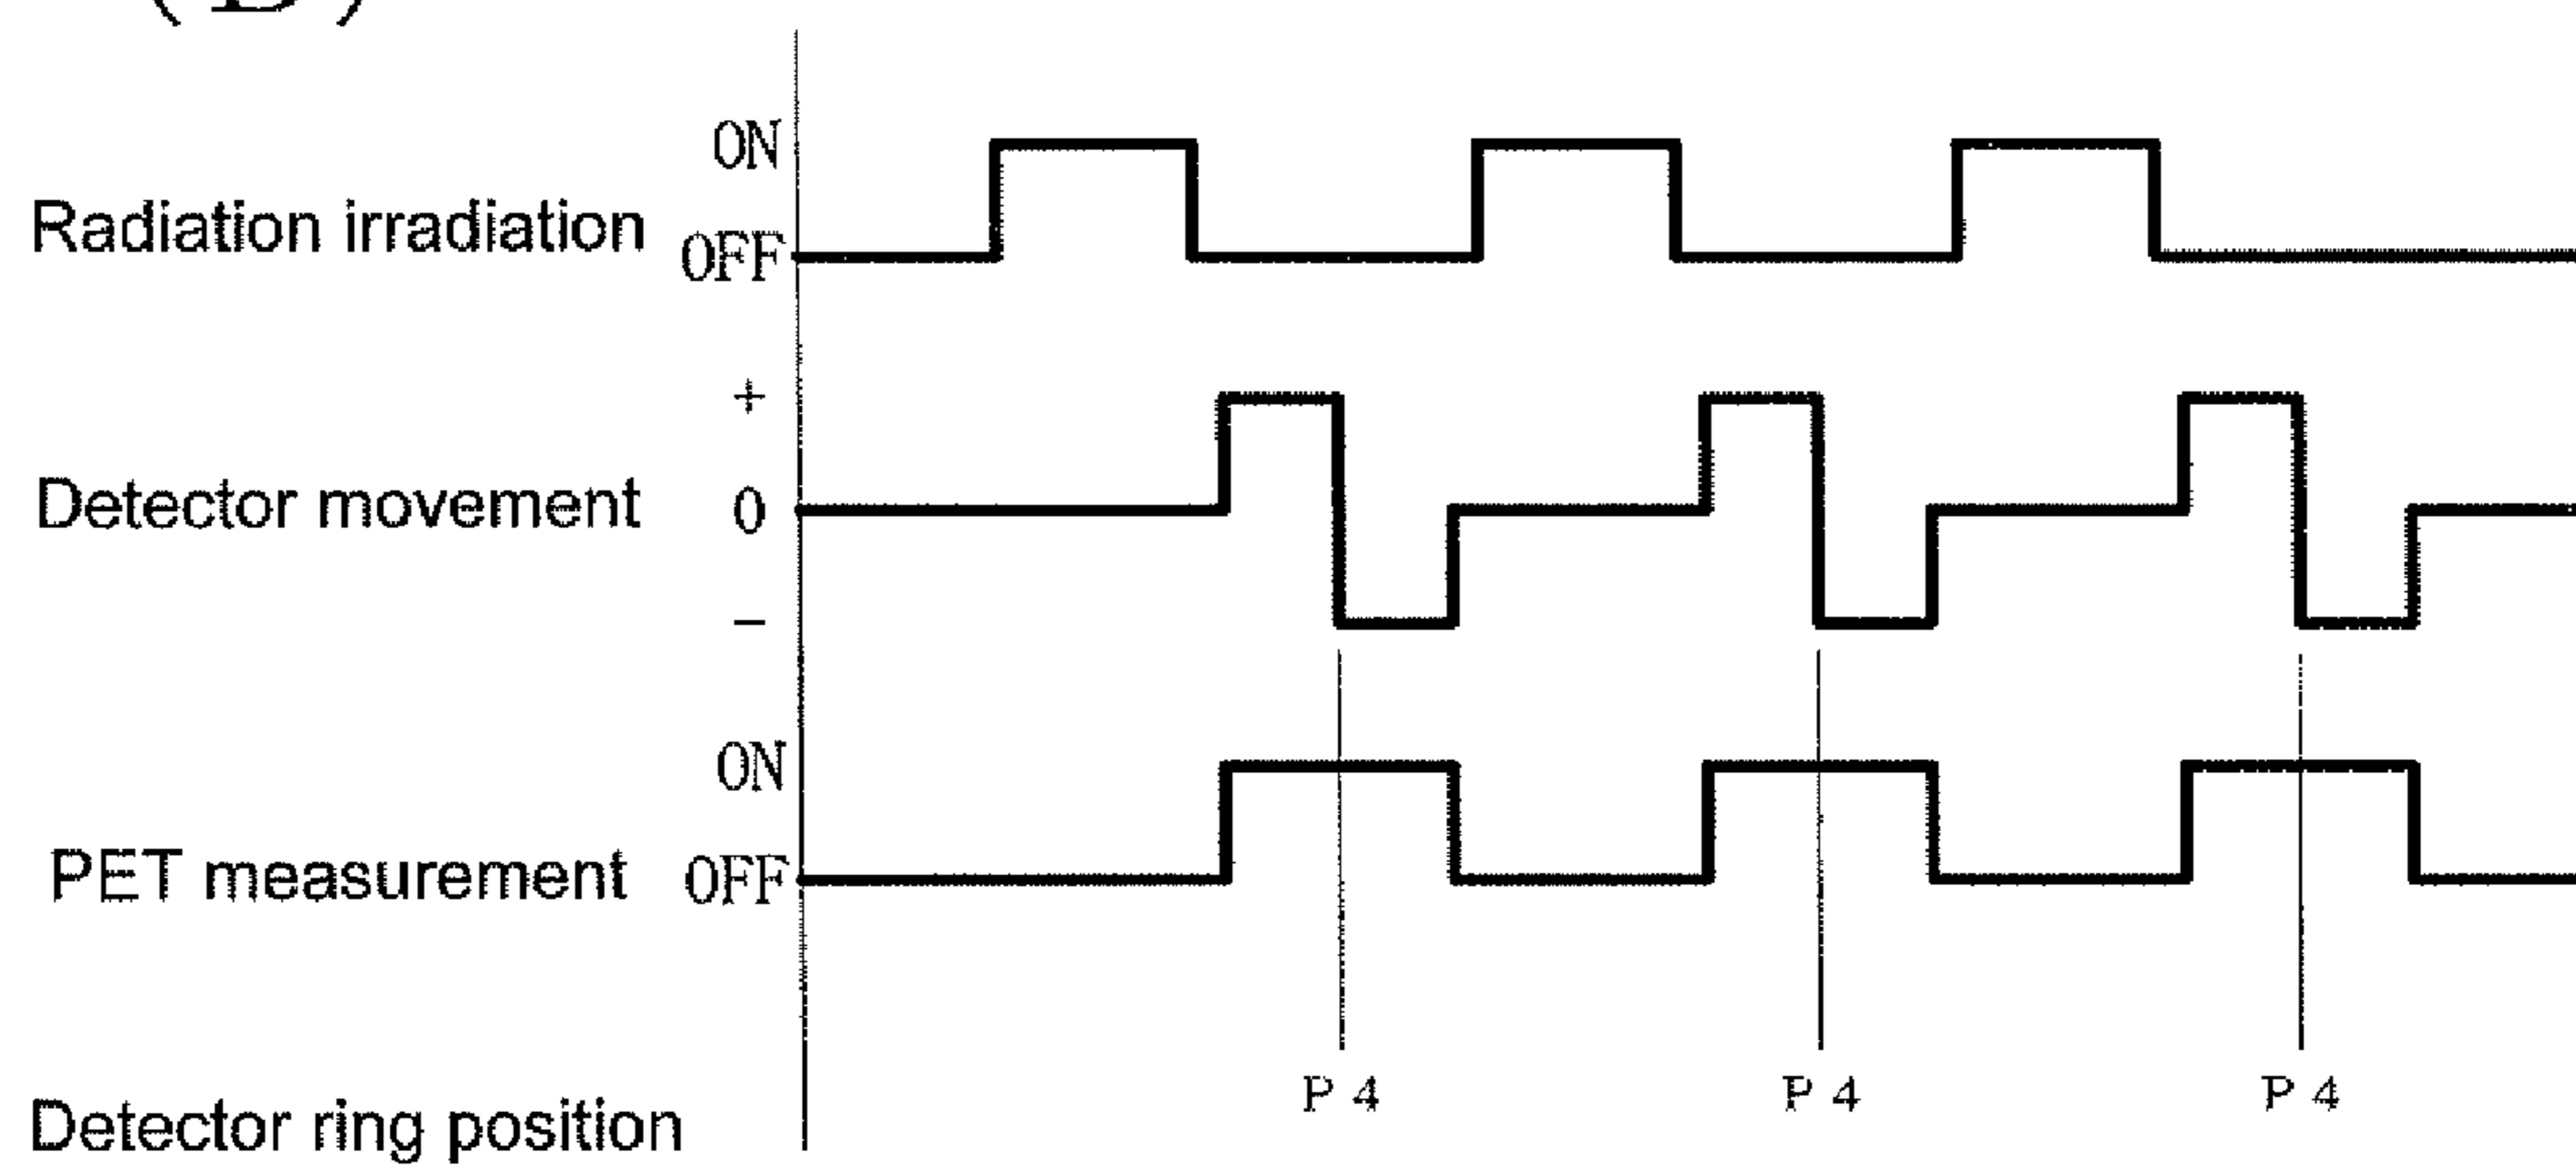 (B)
ON
Radiation irradiation
OFF
+
Detector movement 0
−
ON
PET measurement OFF
P 4 P 4 P 4
Detector ring position